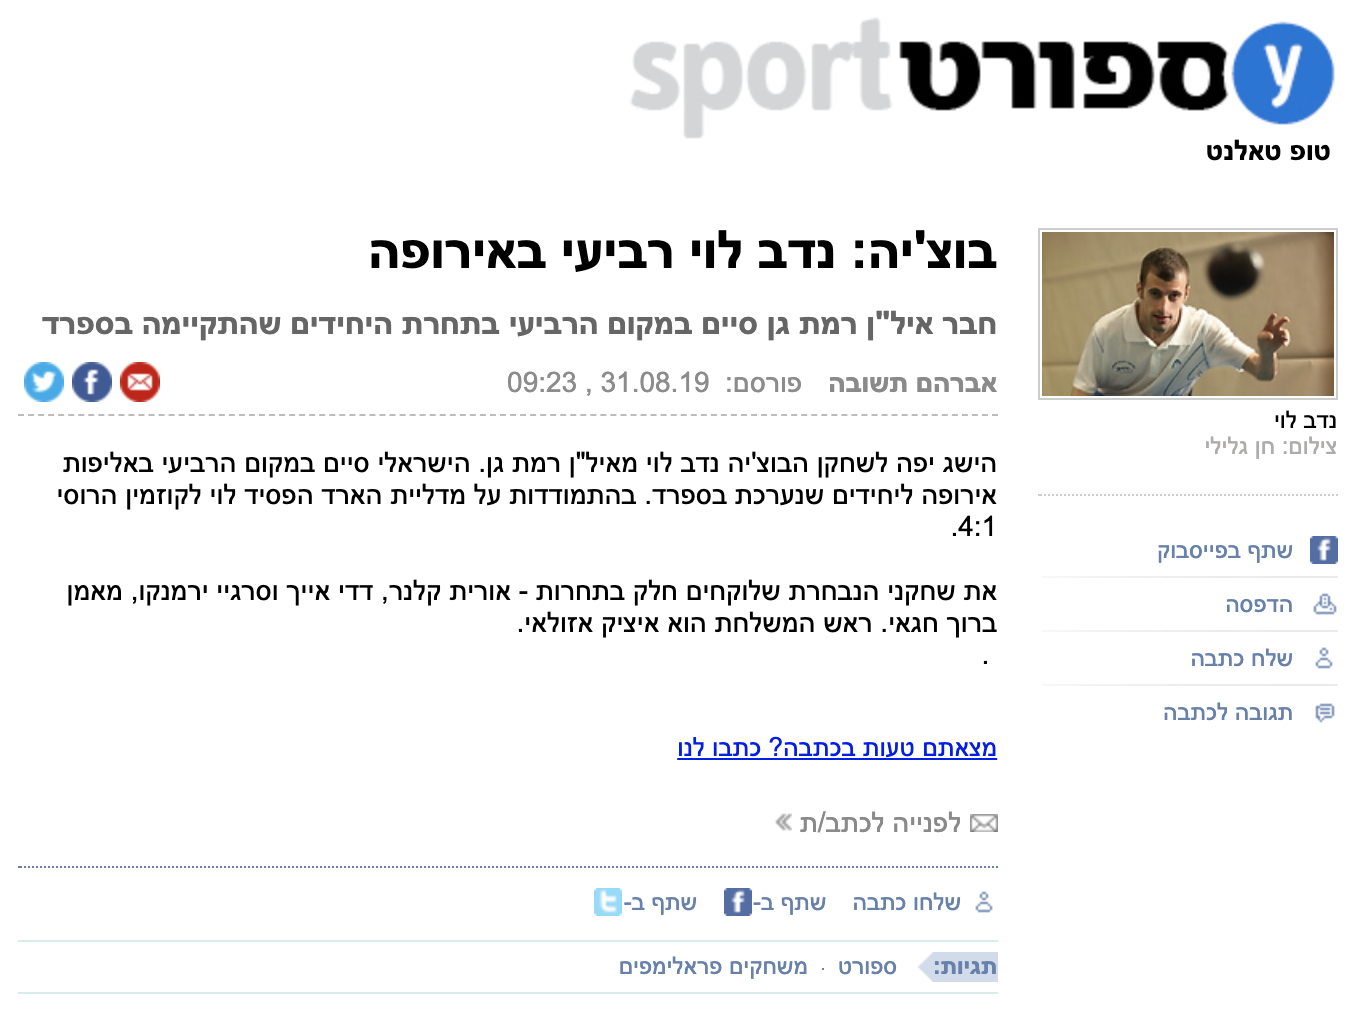 ספורט sport y
טופ טאלנט
בוצ'יה: נדב לוי רביעי באירופה
חבר איל"ן רמת גן סיים במקום הרביעי בתחרת היחידים שהתקיימה בספרד
אברהם תשובה פורסם: 31.08.19 , 09:23
הישג יפה לשחקן הבוצ'יה נדב לוי מאיל"ן רמת גן. הישראלי סיים במקום הרביעי באליפות
אירופה ליחידים שנערכת בספרד. בהתמודדות על מדליית הארד הפסיד לוי לקוזמין הרוסי
4:1.
את שחקני הנבחרת שלוקחים חלק בתחרות - אורית קלנר, דדי אייך וסרגיי ירמנקו, מאמן
ברוך חגאי. ראש המשלחת הוא איציק אזולאי.
.
מצאתם טעות בכתבה? כתבו לנו
לפנייה לכתב/ת »
שלחו כתבה שתף ב- f שתף ב- t
תגיות: ספורט · משחקים פראלימפים
נדב לוי
צילום: חן גלילי
f שתף בפייסבוק
הדפסה
שלח כתבה
תגובה לכתבה